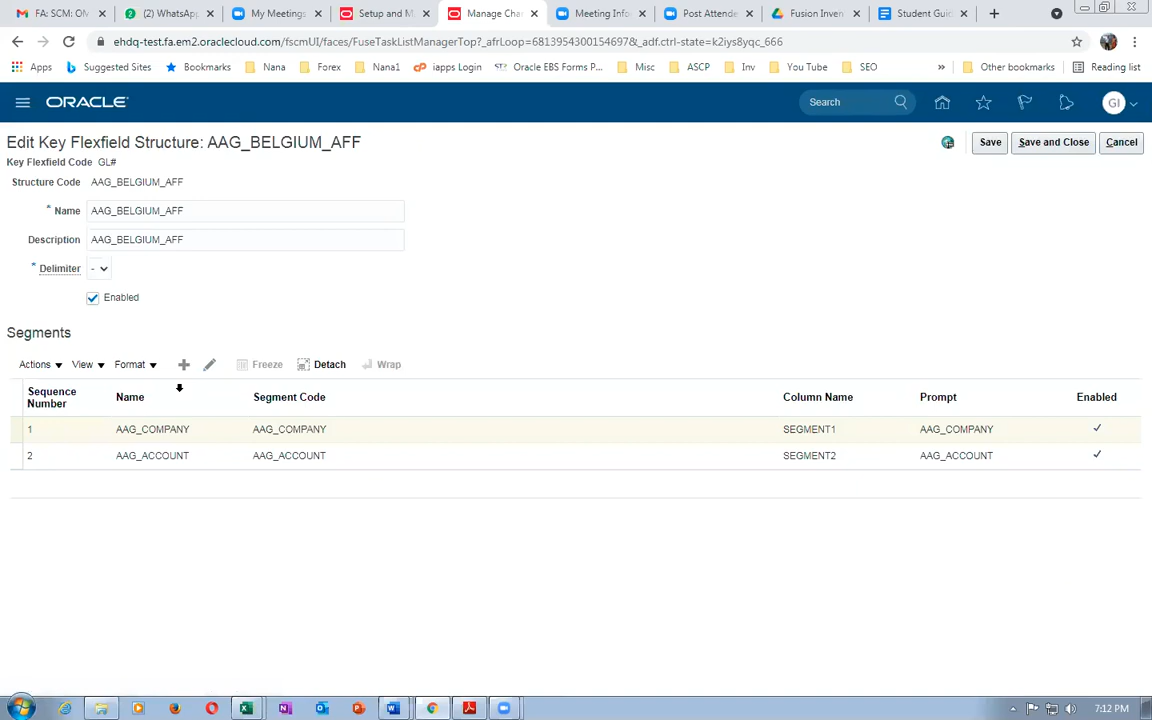 FA: SCM: OM
(2) WhatsApp
My Meetings
Setup and M
Manage Cha
Meeting Info
Post Attende
Fusion Inven
Student Guid
ehdq-test.fa.em2.oraclecloud.com/fscmUI/faces/FuseTaskListManagerTop?_afrLoop=6813954300154697&_adf.ctrl-state=k2iys8yqc_666
Apps
Suggested Sites
Bookmarks
Nana
Forex
Nana1
iapps Login
Oracle EBS Forms P...
Misc
ASCP
Inv
You Tube
SEO
»
Other bookmarks
Reading list
ORACLE
Search
GI
Edit Key Flexfield Structure: AAG_BELGIUM_AFF
Save
Save and Close
Cancel
Key Flexfield Code GL#
Structure Code AAG_BELGIUM_AFF
* Name AAG_BELGIUM_AFF
Description AAG_BELGIUM_AFF
* Delimiter -
Enabled
Segments
Actions View Format Freeze Detach Wrap
Sequence Number Name Segment Code Column Name Prompt Enabled
1 AAG_COMPANY AAG_COMPANY SEGMENT1 AAG_COMPANY
2 AAG_ACCOUNT AAG_ACCOUNT SEGMENT2 AAG_ACCOUNT
7:12 PM